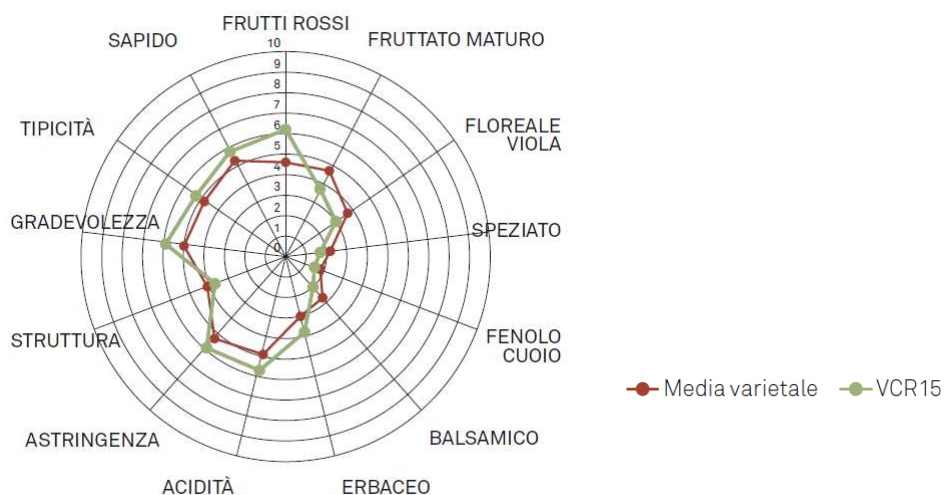 FRUTTI ROSSI
SAPIDO
FRUTTATO MATURO
10
9
8
7
6
5
4
3
2
1
0
TIPICITÀ
FLOREALE
VIOLA
GRADEVOLEZZA
SPEZIATO
STRUTTURA
FENOLO
CUOIO
Media varietale
VCR15
ASTRINGENZA
BALSAMICO
ACIDITÀ
ERBACEO